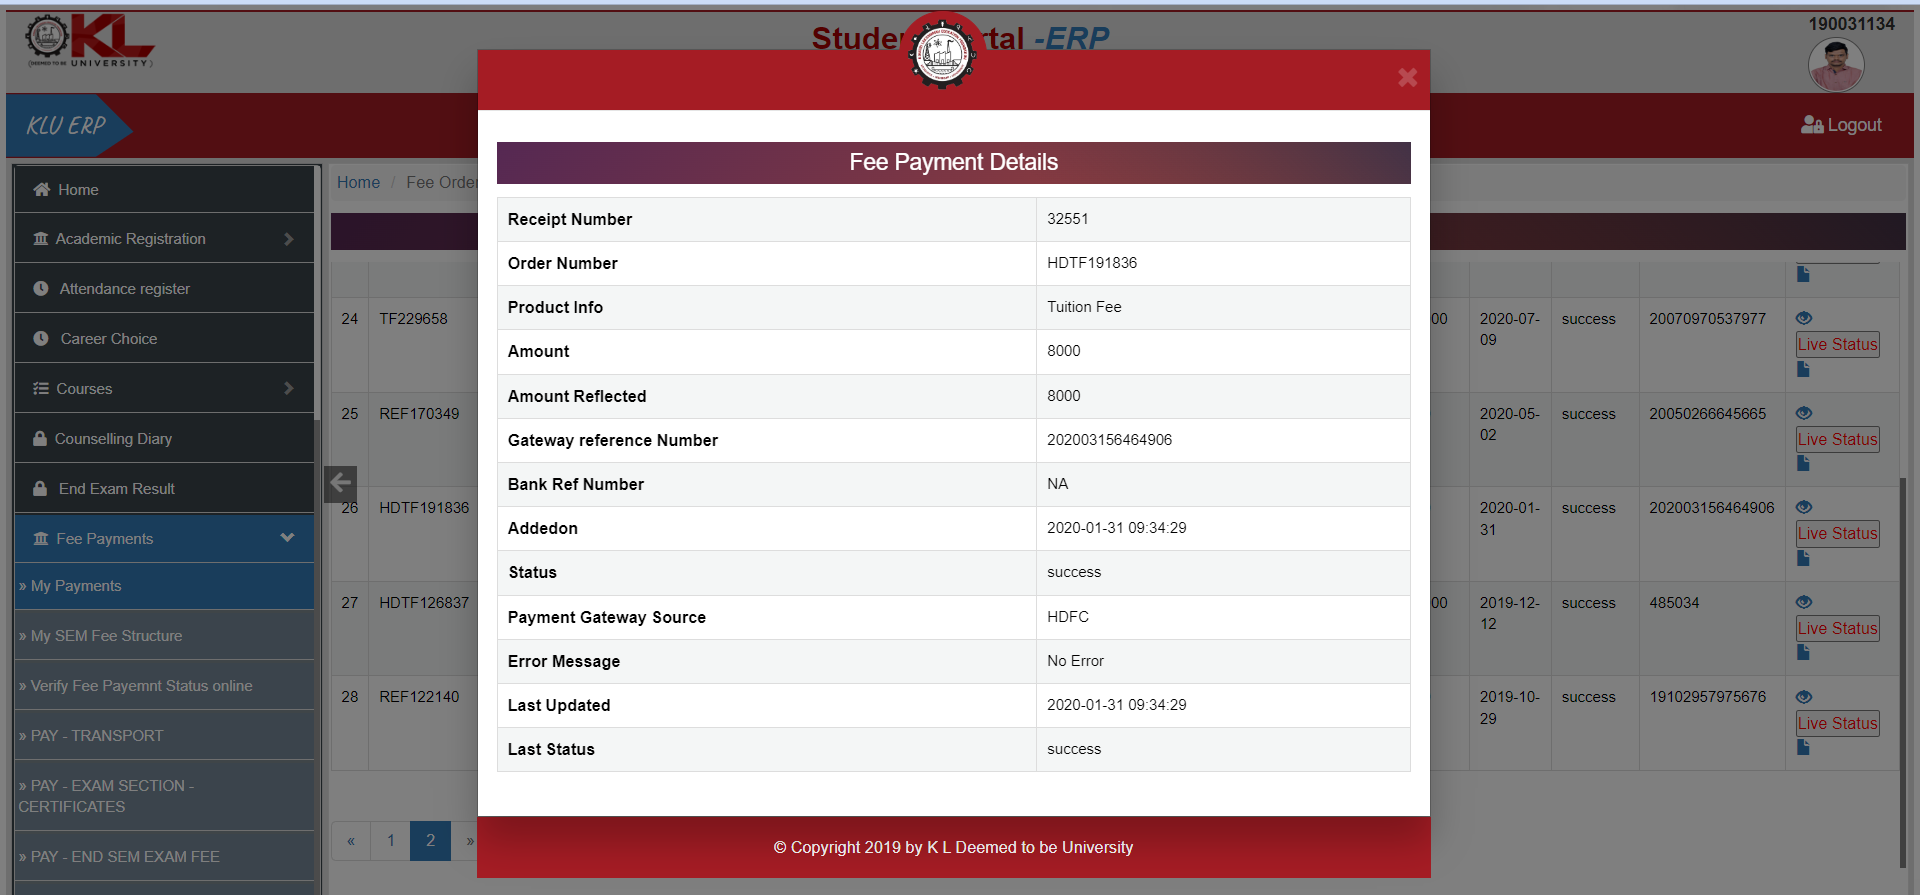 KL
(DEEMED TO BE UNIVERSITY)
-ERP
190031134
KLU ERP
Logout
Home
Academic Registration
Attendance register
Career Choice
Courses
Counselling Diary
End Exam Result
Fee Payments
» My Payments
» My SEM Fee Structure
» Verify Fee Payemnt Status online
» PAY - TRANSPORT
» PAY - EXAM SECTION -
CERTIFICATES
» PAY - END SEM EXAM FEE
Home / Fee Order
Fee Payment Details
Receipt Number 32551
Order Number HDTF191836
Product Info Tuition Fee
Amount 8000
Amount Reflected 8000
Gateway reference Number 202003156464906
Bank Ref Number NA
Addedon 2020-01-31 09:34:29
Status success
Payment Gateway Source HDFC
Error Message No Error
Last Updated 2020-01-31 09:34:29
Last Status success
© Copyright 2019 by K L Deemed to be University
24 TF229658 00 2020-07- success 20070970537977
09
Live Status
25 REF170349 2020-05- success 20050266645665
02
Live Status
26 HDTF191836 2020-01- success 202003156464906
31
Live Status
27 HDTF126837 00 2019-12- success 485034
12
Live Status
28 REF122140 2019-10- success 19102957975676
29
Live Status
« 1 2 »